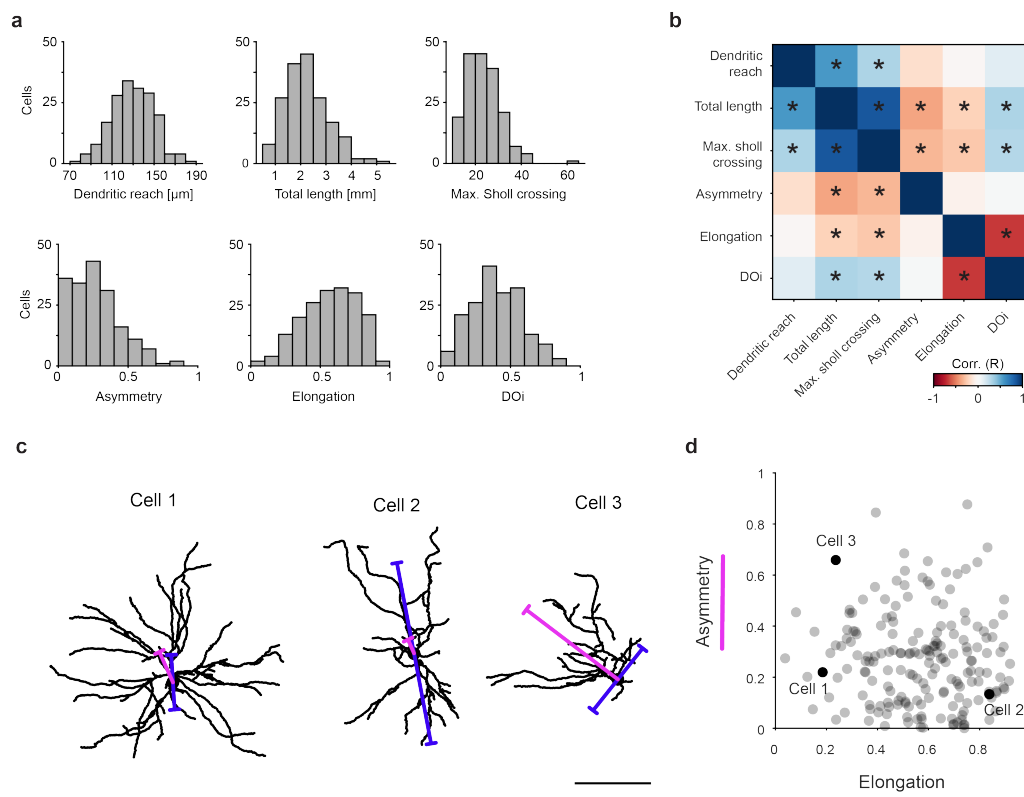 a
50
25
0
Cells
70
110
150
190
Dendritic reach [µm]
50
25
0
1
2
3
4
5
Total length [mm]
50
25
0
20
40
60
Max. Sholl crossing
50
25
0
Cells
0
0.5
1
Asymmetry
50
25
0
0
0.5
1
Elongation
50
25
0
0
0.5
1
DOi
b
Dendritic
reach
Total length
Max. sholl
crossing
Asymmetry
Elongation
DOi
* *
* * * * *
* * * * *
* *
* * *
* * *
Dendritic reach
Total length
Max. sholl crossing
Asymmetry
Elongation
DOi
Corr. (R)
-1
0
1
c
Cell 1
Cell 2
Cell 3
d
1
0.8
0.6
0.4
0.2
0
Asymmetry
Cell 3
Cell 1
Cell 2
0
0.2
0.4
0.6
0.8
Elongation